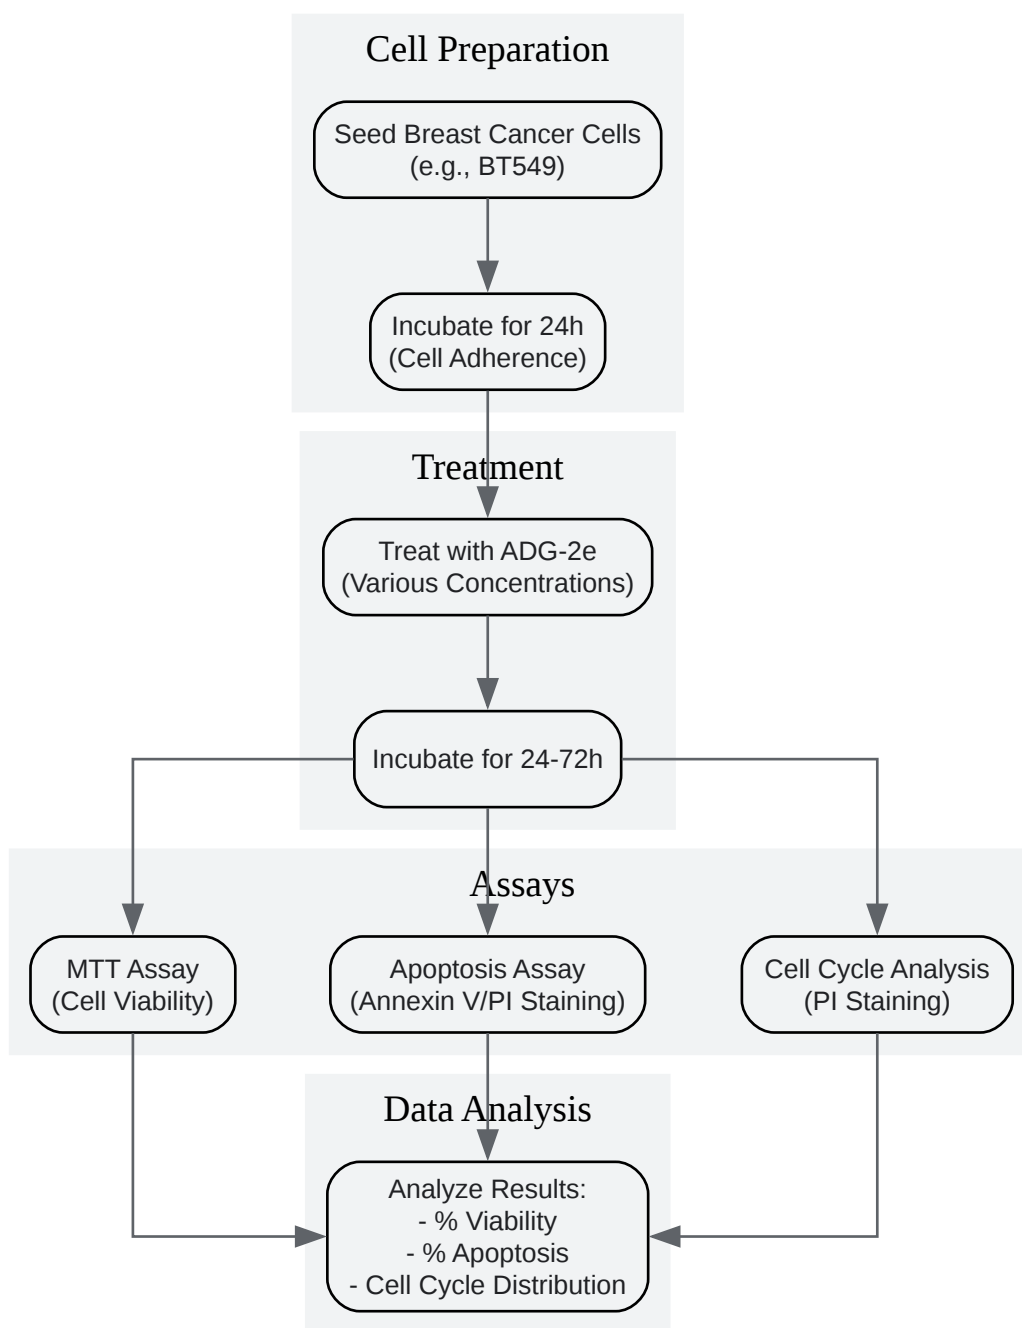 Cell Preparation
Seed Breast Cancer Cells
(e.g., BT549)
Incubate for 24h
(Cell Adherence)
Treatment
Treat with ADG-2e
(Various Concentrations)
Incubate for 24-72h
Assays
MTT Assay
(Cell Viability)
Apoptosis Assay
(Annexin V/PI Staining)
Cell Cycle Analysis
(PI Staining)
Data Analysis
Analyze Results:
- % Viability
- % Apoptosis
- Cell Cycle Distribution